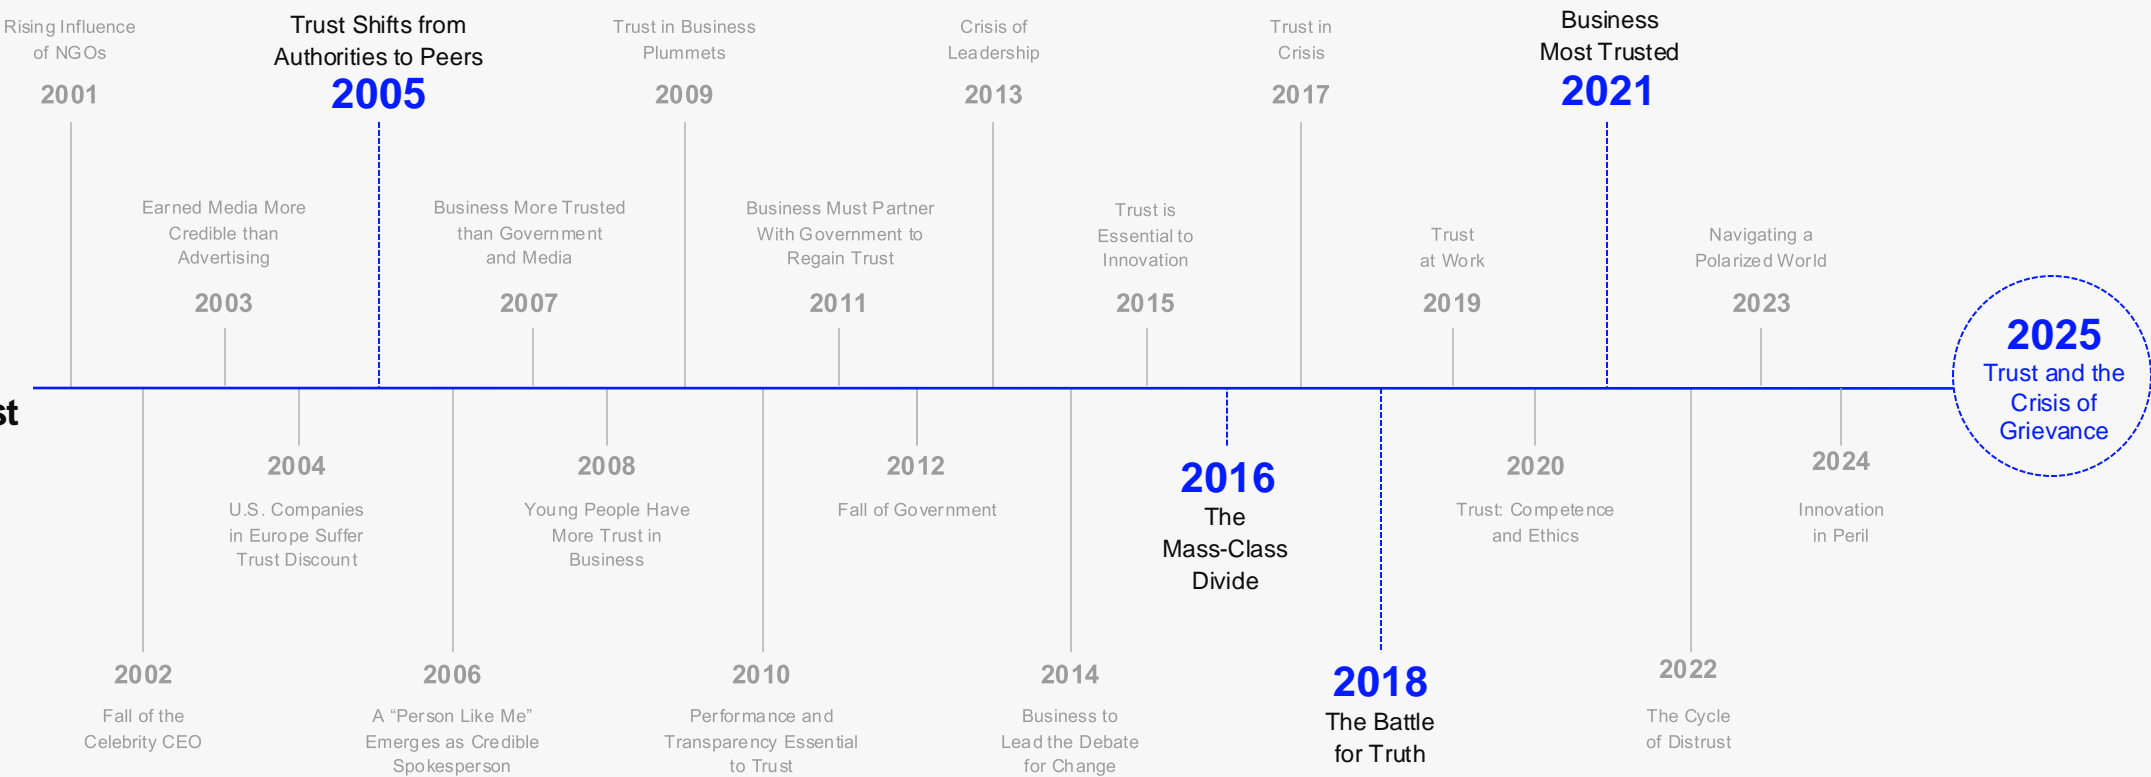 Rising Influence
of NGOs
2001
Trust Shifts from
Authorities to Peers
2005
Trust in Business
Plummets
2009
Crisis of
Leadership
2013
Trust in
Crisis
2017
Business
Most Trusted
2021
Earned Media More
Credible than
Advertising
2003
Business More Trusted
than Government
and Media
2007
Business Must Partner
With Government to
Regain Trust
2011
Trust is
Essential to
Innovation
2015
Trust
at Work
2019
Navigating a
Polarized World
2023
2025
Trust and the
Crisis of
Grievance
st
2004
U.S. Companies
in Europe Suffer
Trust Discount
2008
Young People Have
More Trust in
Business
2012
Fall of Government
2016
The
Mass-Class
Divide
2020
Trust: Competence
and Ethics
2024
Innovation
in Peril
2002
Fall of the
Celebrity CEO
2006
A “Person Like Me”
Emerges as Credible
Spokesperson
2010
Performance and
Transparency Essential
to Trust
2014
Business to
Lead the Debate
for Change
2018
The Battle
for Truth
2022
The Cycle
of Distrust